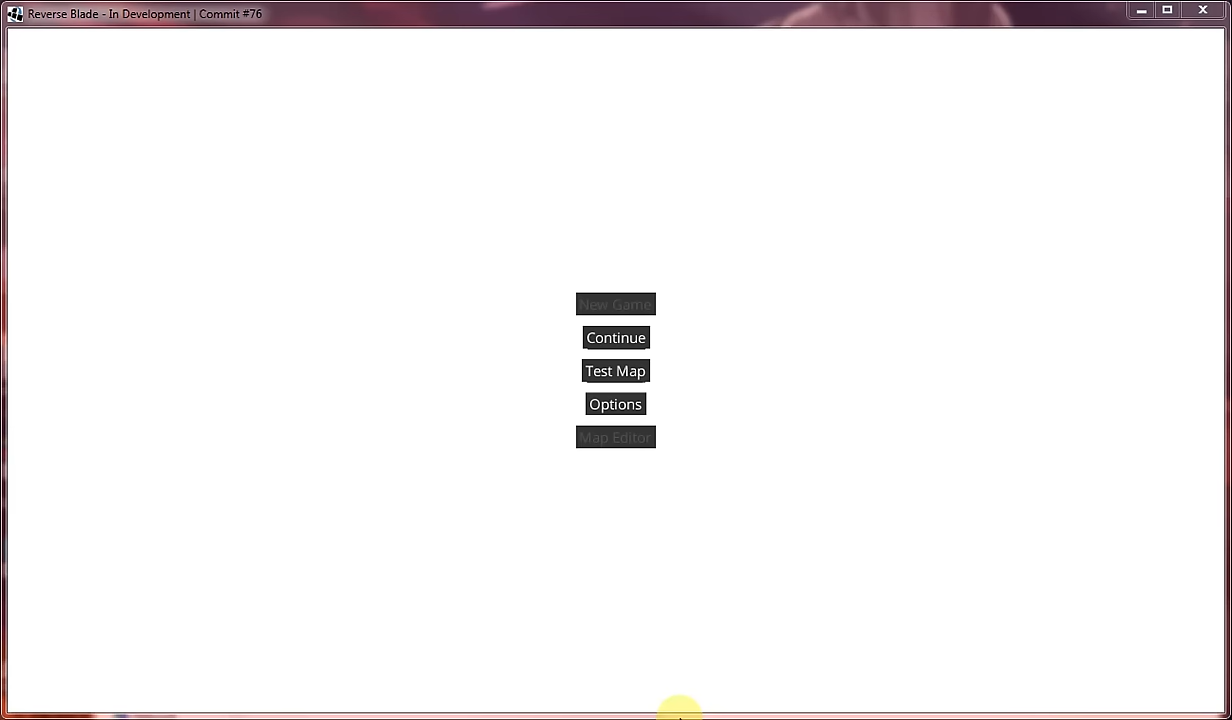 Reverse Blade - In Development | Commit #76
New Game
Continue
Test Map
Options
Map Editor